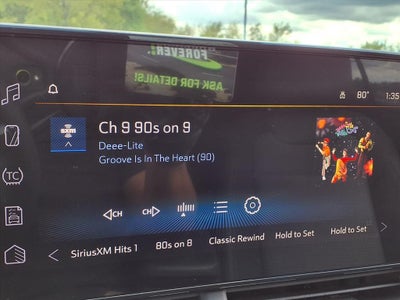 FOREVER!
ASK FOR DETAILS!
80°
1:35
Ch 9 90s on 9
Deee-Lite
Groove Is In The Heart (90)
CH
CH
TC
SiriusXM Hits 1
80s on 8
Classic Rewind
Hold to Set
Hold to Set